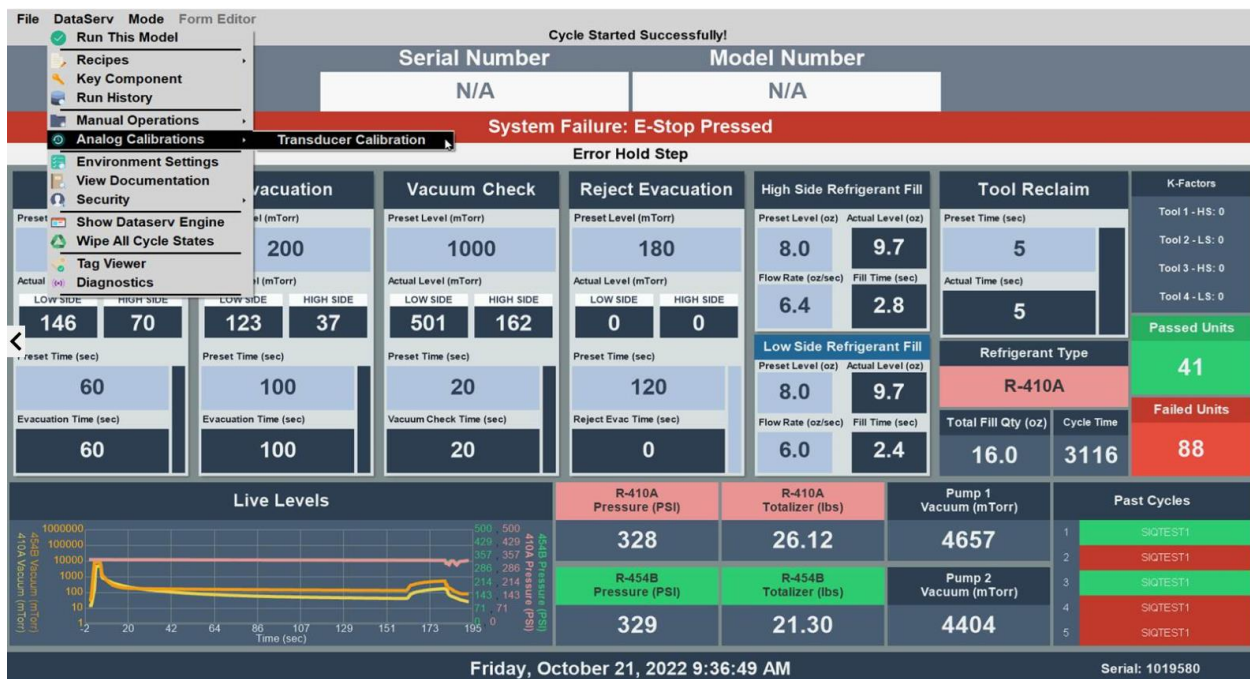 File DataServ Mode Form Editor
Cycle Started Successfully!
Run This Model
Recipes
Key Component
Run History
Manual Operations
Analog Calibrations
Transducer Calibration
Environment Settings
View Documentation
Security
Show Dataserv Engine
Wipe All Cycle States
Tag Viewer
Diagnostics
Serial Number Model Number
N/A N/A
System Failure: E-Stop Pressed
Error Hold Step
Preset
Actual
LOW SIDE HIGH SIDE
146 70
Preset Time (sec)
60
Evacuation Time (sec)
60
vacuation
el (mTorr)
200
el (mTorr)
LOW SIDE HIGH SIDE
123 37
Preset Time (sec)
100
Evacuation Time (sec)
100
Vacuum Check
Preset Level (mTorr)
1000
Actual Level (mTorr)
LOW SIDE HIGH SIDE
501 162
Preset Time (sec)
20
Vacuum Check Time (sec)
20
Reject Evacuation
Preset Level (mTorr)
180
Actual Level (mTorr)
LOW SIDE HIGH SIDE
0 0
Preset Time (sec)
120
Reject Evac Time (sec)
0
High Side Refrigerant Fill
Preset Level (oz) Actual Level (oz)
8.0 9.7
Flow Rate (oz/sec) Fill Time (sec)
6.4 2.8
Low Side Refrigerant Fill
Preset Level (oz) Actual Level (oz)
8.0 9.7
Flow Rate (oz/sec) Fill Time (sec)
6.0 2.4
Tool Reclaim
Preset Time (sec)
5
Actual Time (sec)
5
Refrigerant Type
R-410A
Total Fill Qty (oz) Cycle Time
16.0 3116
K-Factors
Tool 1 - HS: 0
Tool 2 - LS: 0
Tool 3 - HS: 0
Tool 4 - LS: 0
Passed Units
41
Failed Units
88
Live Levels
410A Vacuum (mTorr)
454B Vacuum (mTorr)
1000000
100000
10000
1000
100
10
1
-2 20 42 64 86 107 129 151 173 195
Time (sec)
500 500
429 429
357 357
286 286
214 214
143 143
71 71
0 0
410A Pressure (PSI)
454B Pressure (PSI)
R-410A
Pressure (PSI)
328
R-454B
Pressure (PSI)
329
R-410A
Totalizer (lbs)
26.12
R-454B
Totalizer (lbs)
21.30
Pump 1
Vacuum (mTorr)
4657
Pump 2
Vacuum (mTorr)
4404
Past Cycles
1 SIQTEST1
2 SIQTEST1
3 SIQTEST1
4 SIQTEST1
5 SIQTEST1
Friday, October 21, 2022 9:36:49 AM
Serial: 1019580